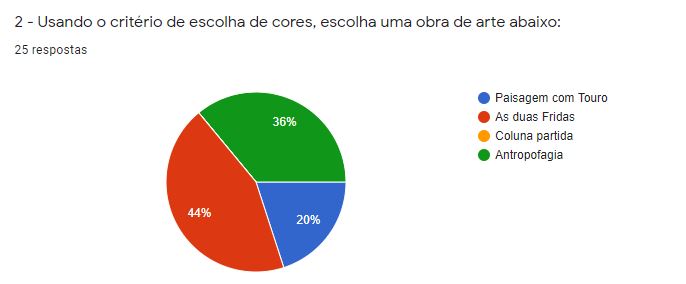 2 - Usando o critério de escolha de cores, escolha uma obra de arte abaixo:
25 respostas
36%
44%
20%
Paisagem com Touro
As duas Fridas
Coluna partida
Antropofagia